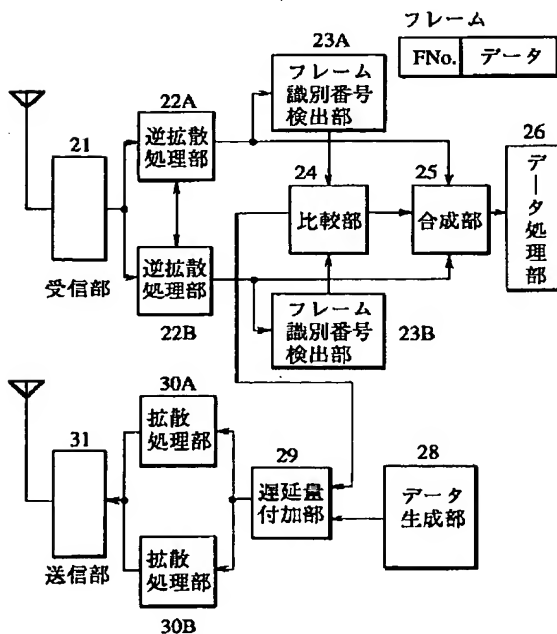 フレーム
FNo. データ
23A
フレーム
識別番号
検出部
22A
逆拡散
処理部
21
受信部
24
比較部
25
合成部
26
データ処理部
逆拡散
処理部
22B
フレーム
識別番号
検出部
23B
30A
拡散
処理部
31
送信部
29
遅延量
付加部
28
データ
生成部
拡散
処理部
30B